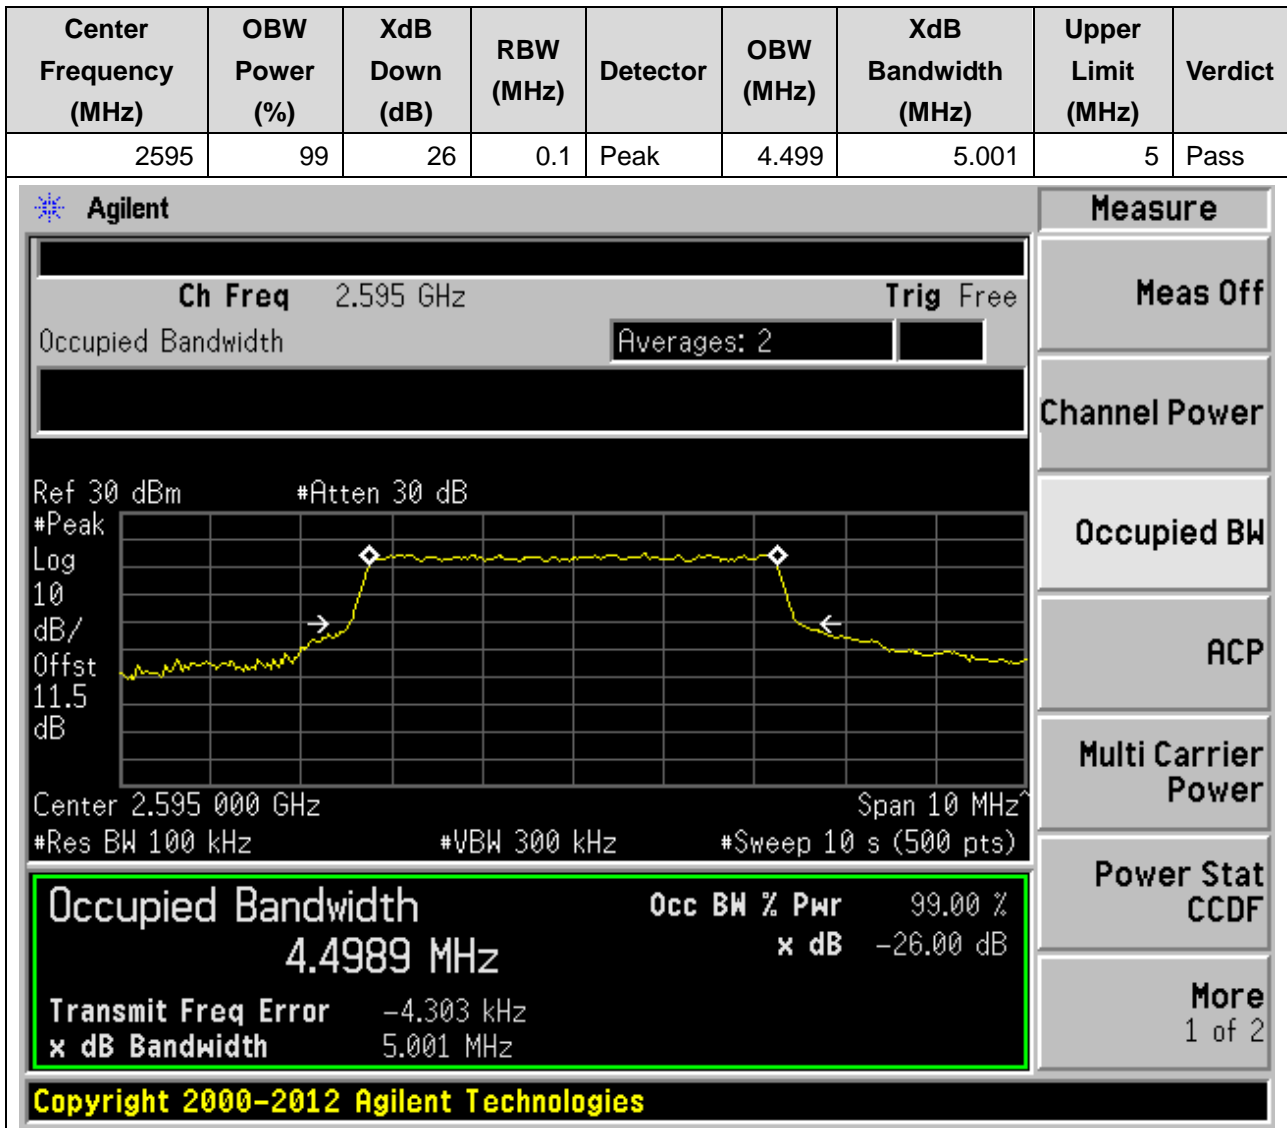 Center Frequency (MHz) OBW Power (%) XdB Down (dB) RBW (MHz) Detector OBW (MHz) XdB Bandwidth (MHz) Upper Limit (MHz) Verdict
2595 99 26 0.1 Peak 4.499 5.001 5 Pass
Agilent
Measure
Ch Freq 2.595 GHz Trig Free
Occupied Bandwidth Averages: 2
Ref 30 dBm #Atten 30 dB
#Peak
Log
10
dB/
Offst
11.5
dB
Center 2.595 000 GHz Span 10 MHz^
#Res BW 100 kHz #VBW 300 kHz #Sweep 10 s (500 pts)
Occupied Bandwidth Occ BW % Pwr 99.00 %
4.4989 MHz x dB -26.00 dB
Transmit Freq Error -4.303 kHz
x dB Bandwidth 5.001 MHz
Meas Off
Channel Power
Occupied BW
ACP
Multi Carrier
Power
Power Stat
CCDF
More
1 of 2
Copyright 2000-2012 Agilent Technologies